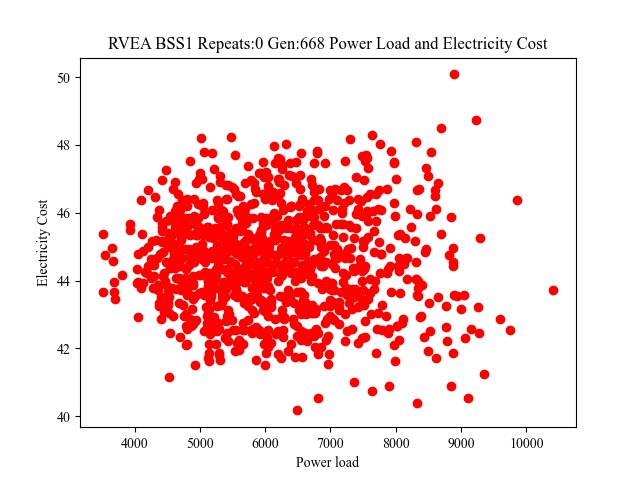 RVEA BSS1 Repeats:0 Gen:668 Power Load and Electricity Cost
50
48
46
44
42
40
Electricity Cost
4000 5000 6000 7000 8000 9000 10000
Power load